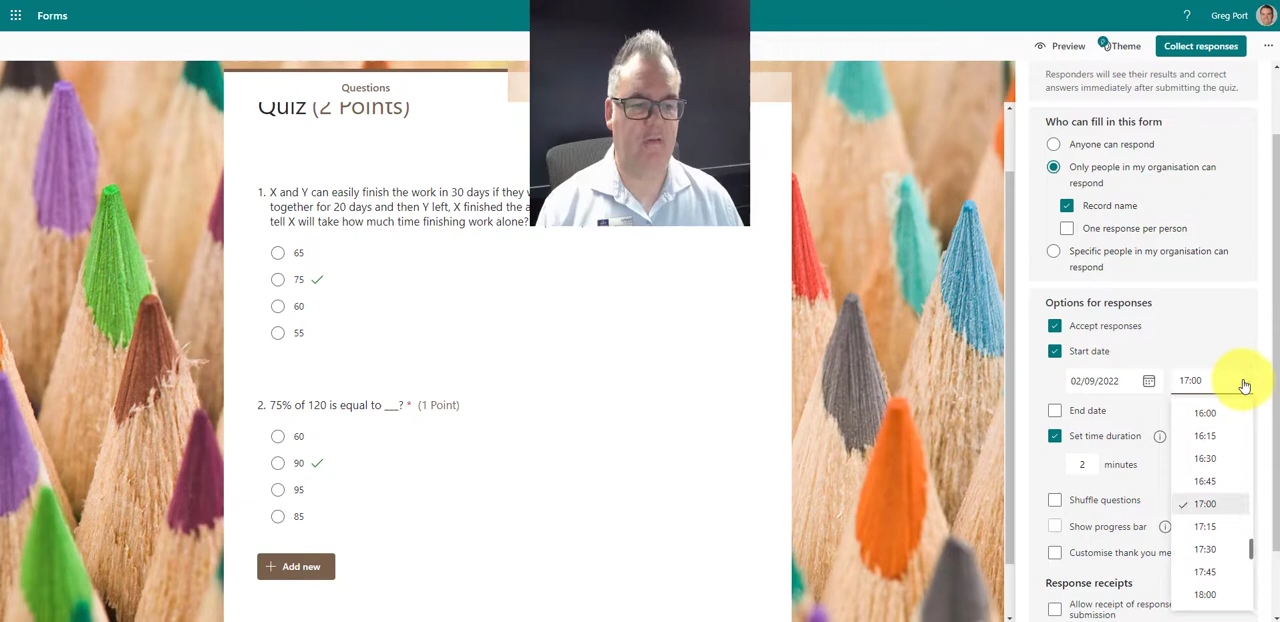 Forms
?
Greg Port
Preview
Theme
Collect responses
Questions
Quiz (2 Points)
1. X and Y can easily finish the work in 30 days if they
together for 20 days and then Y left, X finished the
tell X will take how much time finishing work alone?
65
75
60
55
2. 75% of 120 is equal to ___? * (1 Point)
60
90
95
85
+ Add new
Responders will see their results and correct
answers immediately after submitting the quiz.
Who can fill in this form
Anyone can respond
Only people in my organisation can
respond
Record name
One response per person
Specific people in my organisation can
respond
Options for responses
Accept responses
Start date
02/09/2022
17:00
End date
Set time duration
2 minutes
Shuffle questions
Show progress bar
Customise thank you me
Response receipts
Allow receipt of response
submission
16:00
16:15
16:30
16:45
17:00
17:15
17:30
17:45
18:00